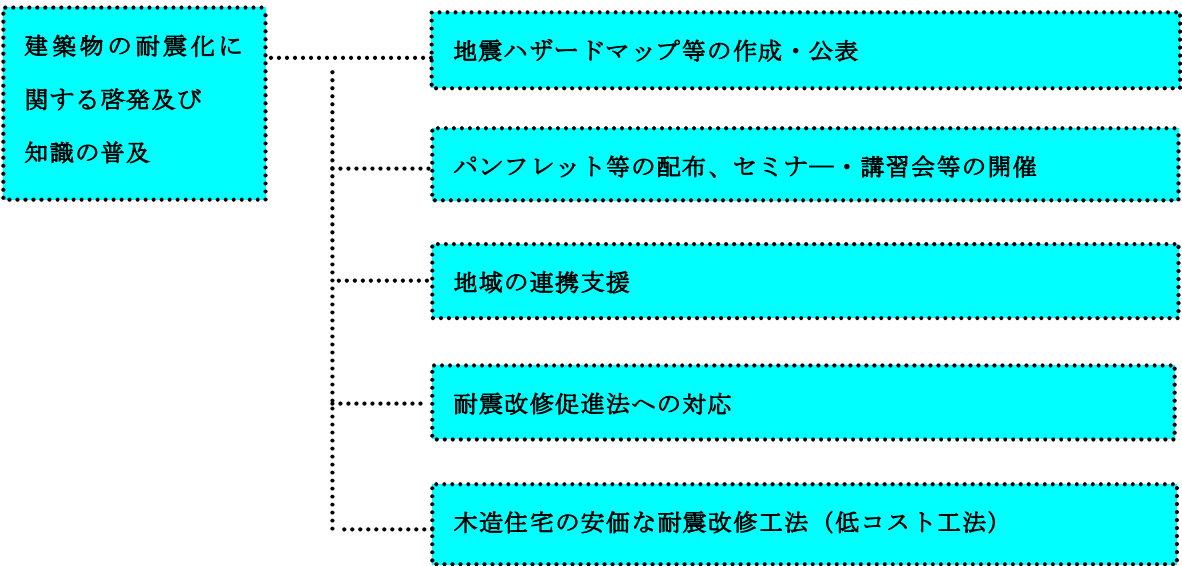 建築物の耐震化に
関する啓発及び
知識の普及
地震ハザードマップ等の作成・公表
パンフレット等の配布、セミナー・講習会等の開催
地域の連携支援
耐震改修促進法への対応
木造住宅の安価な耐震改修工法（低コスト工法）